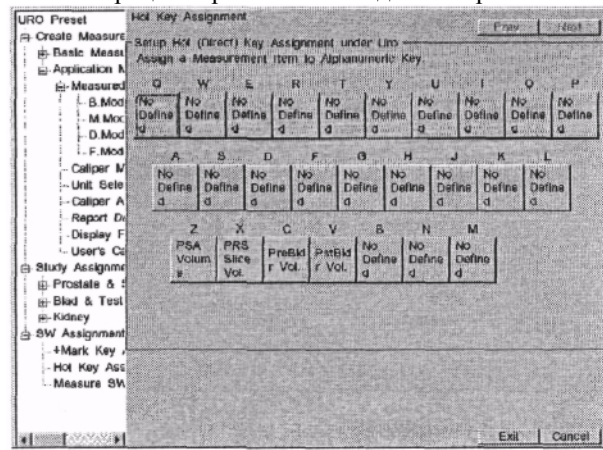 URO Preset
Create Measure
Basic Measu
Application M
Measured
B.Mod
M.Mod
D.Mod
F.Mod
Caliper M
Unit Sele
Caliper A
Report Di
Display F
User's Ca
Study Assignme
Prostate &
Blad & Test
Kidney
SW Assignment
+Mark Key
Hot Key Ass
Measure SW
Hot Key Assignment
Prev Next
Setup Hot (Direct) Key Assignment under Uro
Assign a Measurement Item to Alphanumeric Key
Q W E R T Y U I O P
No Defined No Defined No Defined No Defined No Defined No Defined No Defined No Defined No Defined No Defined
A S D F G H J K L
No Defined No Defined No Defined No Defined No Defined No Defined No Defined No Defined No Defined
Z X C V B N M
PSA Volume PRS Slice Vol. PreBldr Vol. PstBldr Vol. No Defined No Defined No Defined
Exit Cancel